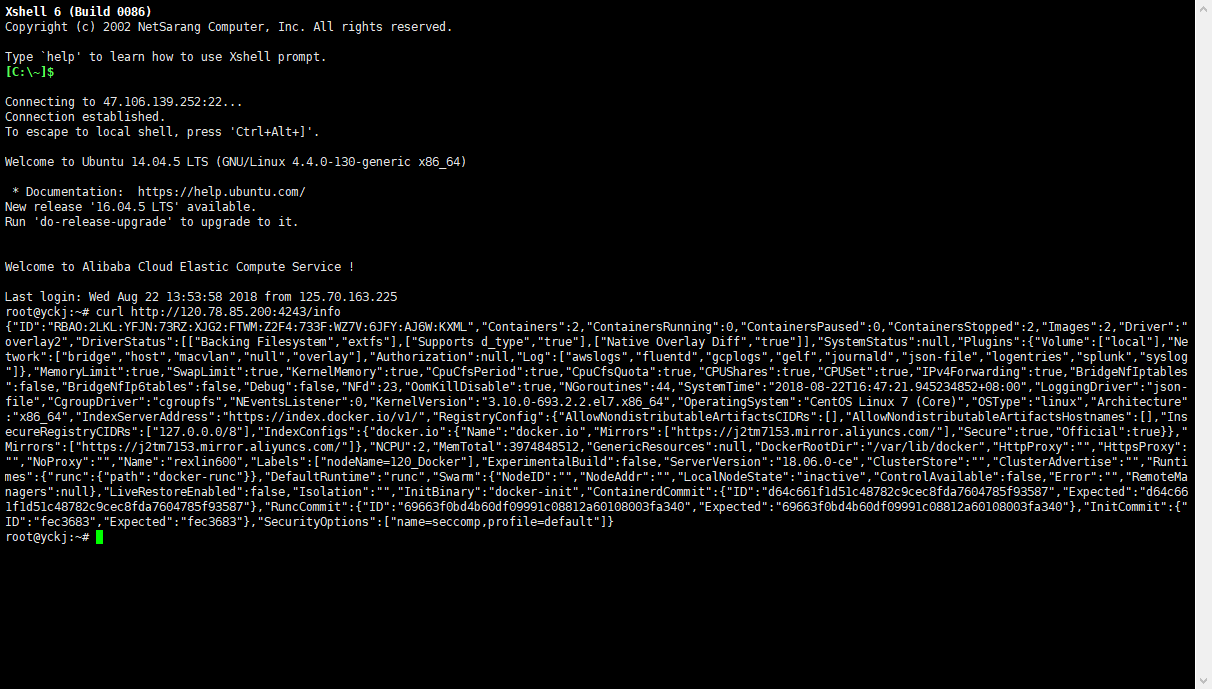 Xshell 6 (Build 0086)
Copyright (c) 2002 NetSarang Computer, Inc. All rights reserved.
Type `help' to learn how to use Xshell prompt.
[C:\~]$
Connecting to 47.106.139.252:22...
Connection established.
To escape to local shell, press 'Ctrl+Alt+]'.
Welcome to Ubuntu 14.04.5 LTS (GNU/Linux 4.4.0-130-generic x86_64)
* Documentation:  https://help.ubuntu.com/
New release '16.04.5 LTS' available.
Run 'do-release-upgrade' to upgrade to it.
Welcome to Alibaba Cloud Elastic Compute Service !
Last login: Wed Aug 22 13:53:58 2018 from 125.70.163.225
root@yckj:~# curl http://120.78.85.200:4243/info
{"ID":"RBAO:2LKL:YFJN:73RZ:XJG2:FTWM:Z2F4:733F:WZ7V:6JFY:AJ6W:KXML","Containers":2,"ContainersRunning":0,"ContainersPaused":0,"ContainersStopped":2,"Images":2,"Driver":"
overlay2","DriverStatus":[["Backing Filesystem","extfs"],["Supports d_type","true"],["Native Overlay Diff","true"]],"SystemStatus":null,"Plugins":{"Volume":["local"],"Ne
twork":["bridge","host","macvlan","null","overlay"],"Authorization":null,"Log":["awslogs","fluentd","gcplogs","gelf","journald","json-file","logentries","splunk","syslog
"]},"MemoryLimit":true,"SwapLimit":true,"KernelMemory":true,"CpuCfsPeriod":true,"CpuCfsQuota":true,"CPUShares":true,"CPUSet":true,"IPv4Forwarding":true,"BridgeNfIptables
":false,"BridgeNfIp6tables":false,"Debug":false,"NFd":23,"OomKillDisable":true,"NGoroutines":44,"SystemTime":"2018-08-22T16:47:21.945234852+08:00","LoggingDriver":"json-
file","CgroupDriver":"cgroupfs","NEventsListener":0,"KernelVersion":"3.10.0-693.2.2.el7.x86_64","OperatingSystem":"CentOS Linux 7 (Core)","OSType":"linux","Architecture"
:"x86_64","IndexServerAddress":"https://index.docker.io/v1/","RegistryConfig":{"AllowNondistributableArtifactsCIDRs":[],"AllowNondistributableArtifactsHostnames":[],"Ins
ecureRegistryCIDRs":["127.0.0.0/8"],"IndexConfigs":{"docker.io":{"Name":"docker.io","Mirrors":["https://j2tm7153.mirror.aliyuncs.com/"],"Secure":true,"Official":true}},"
Mirrors":["https://j2tm7153.mirror.aliyuncs.com/"]},"NCPU":2,"MemTotal":3974848512,"GenericResources":null,"DockerRootDir":"/var/lib/docker","HttpProxy":"","HttpsProxy":
"","NoProxy":"","Name":"rexlin600","Labels":["nodeName=120_Docker"],"ExperimentalBuild":false,"ServerVersion":"18.06.0-ce","ClusterStore":"","ClusterAdvertise":"","Runti
mes":{"runc":{"path":"docker-runc"}},"DefaultRuntime":"runc","Swarm":{"NodeID":"","NodeAddr":"","LocalNodeState":"inactive","ControlAvailable":false,"Error":"","RemoteMa
nagers":null},"LiveRestoreEnabled":false,"Isolation":"","InitBinary":"docker-init","ContainerdCommit":{"ID":"d64c661f1d51c48782c9cec8fda7604785f93587","Expected":"d64c66
1f1d51c48782c9cec8fda7604785f93587"},"RuncCommit":{"ID":"69663f0bd4b60df09991c08812a60108003fa340","Expected":"69663f0bd4b60df09991c08812a60108003fa340"},"InitCommit":{"
ID":"fec3683","Expected":"fec3683"},"SecurityOptions":["name=seccomp,profile=default"]}
root@yckj:~#